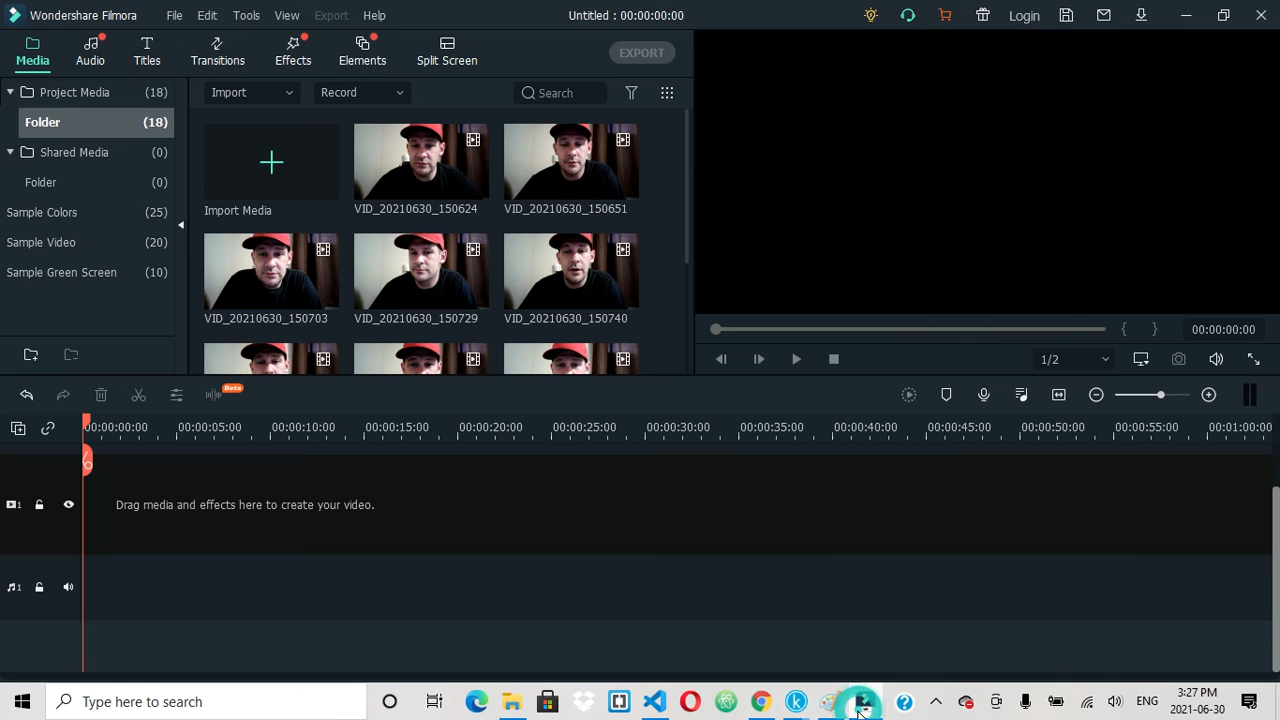 Wondershare Filmora File Edit Tools View Export Help Untitled : 00:00:00:00 Login
Media Audio Titles Transitions Effects Elements Split Screen EXPORT
Project Media (18)
Folder (18)
Shared Media (0)
Folder (0)
Sample Colors (25)
Sample Video (20)
Sample Green Screen (10)
Import Record Search
Import Media VID_20210630_150624 VID_20210630_150651
VID_20210630_150703 VID_20210630_150729 VID_20210630_150740
00:00:00:00
1/2
Beta
00:00:00:00 00:00:05:00 00:00:10:00 00:00:15:00 00:00:20:00 00:00:25:00 00:00:30:00 00:00:35:00 00:00:40:00 00:00:45:00 00:00:50:00 00:00:55:00 00:01:00:00
1 Drag media and effects here to create your video.
1
Type here to search ENG 3:27 PM
2021-06-30